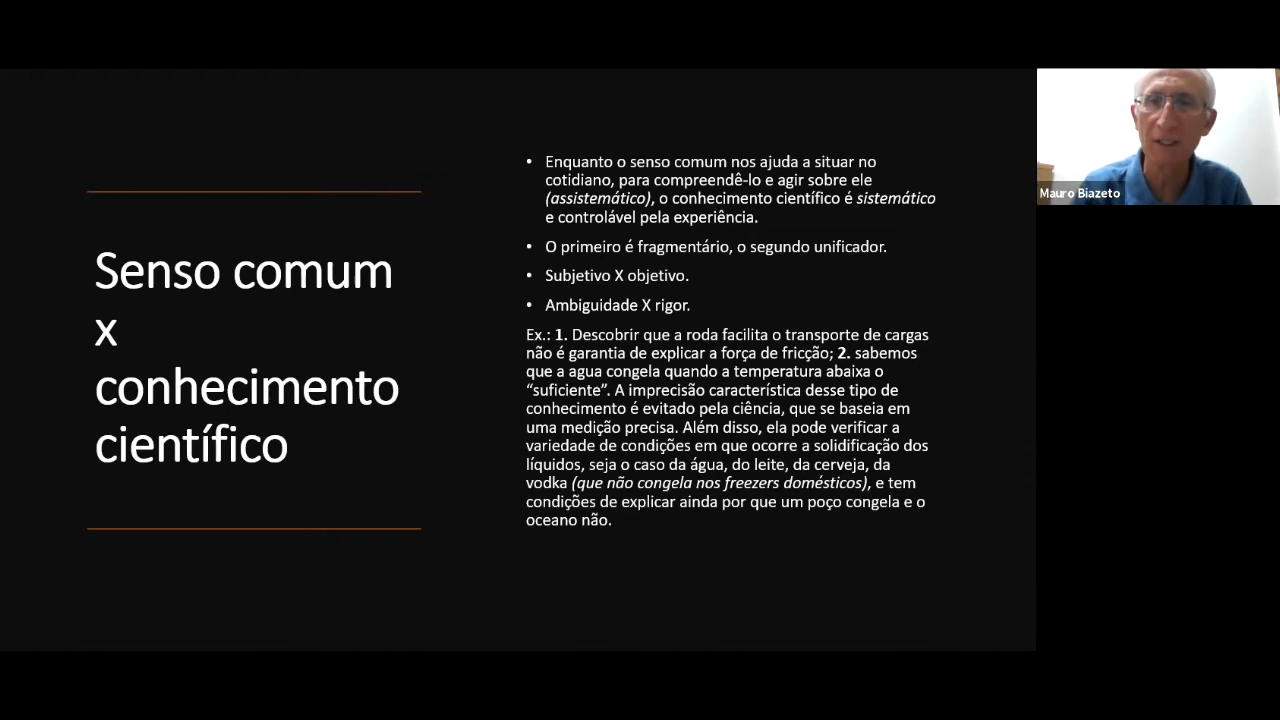 Senso comum
x
conhecimento
científico
• Enquanto o senso comum nos ajuda a situar no
cotidiano, para compreendê-lo e agir sobre ele
(assistemático), o conhecimento científico é sistemático
e controlável pela experiência.
• O primeiro é fragmentário, o segundo unificador.
• Subjetivo X objetivo.
• Ambiguidade X rigor.
Ex.: 1. Descobrir que a roda facilita o transporte de cargas
não é garantia de explicar a força de fricção; 2. sabemos
que a agua congela quando a temperatura abaixa o
“suficiente”. A imprecisão característica desse tipo de
conhecimento é evitado pela ciência, que se baseia em
uma medição precisa. Além disso, ela pode verificar a
variedade de condições em que ocorre a solidificação dos
líquidos, seja o caso da água, do leite, da cerveja, da
vodka (que não congela nos freezers domésticos), e tem
condições de explicar ainda por que um poço congela e o
oceano não.
Mauro Biazeto